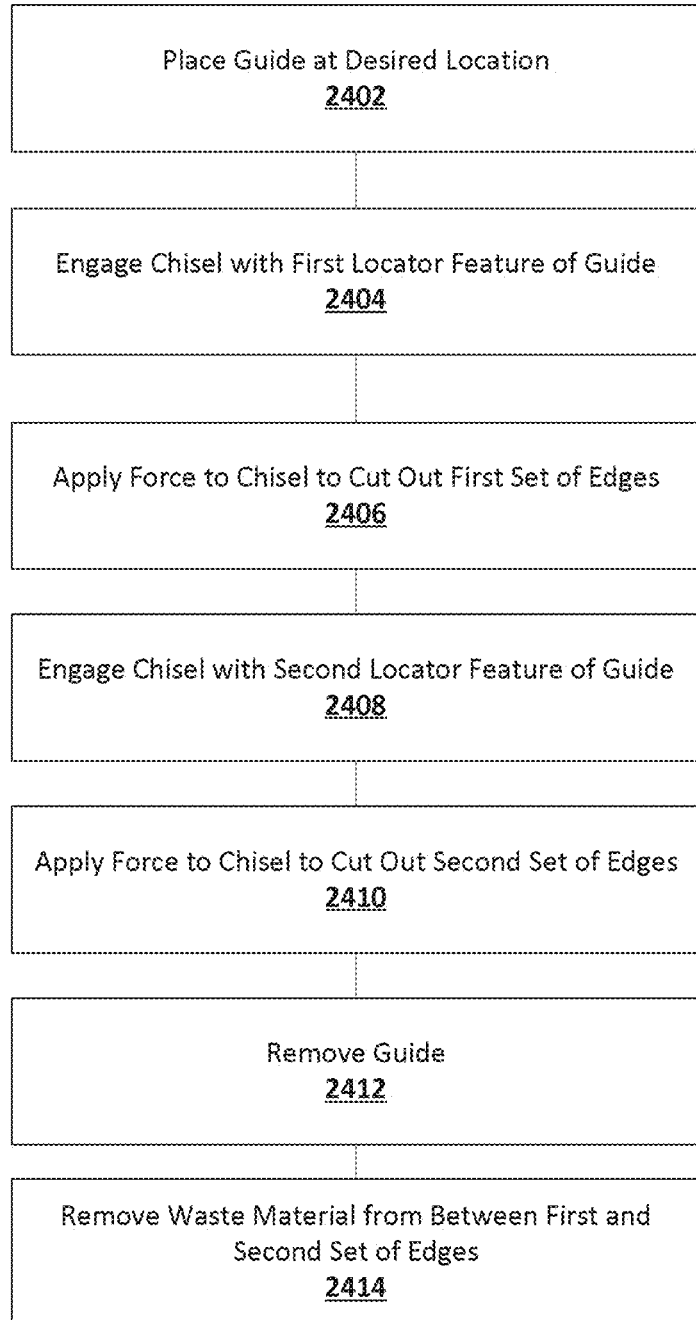 Place Guide at Desired Location
2402
Engage Chisel with First Locator Feature of Guide
2404
Apply Force to Chisel to Cut Out First Set of Edges
2406
Engage Chisel with Second Locator Feature of Guide
2408
Apply Force to Chisel to Cut Out Second Set of Edges
2410
Remove Guide
2412
Remove Waste Material from Between First and
Second Set of Edges
2414